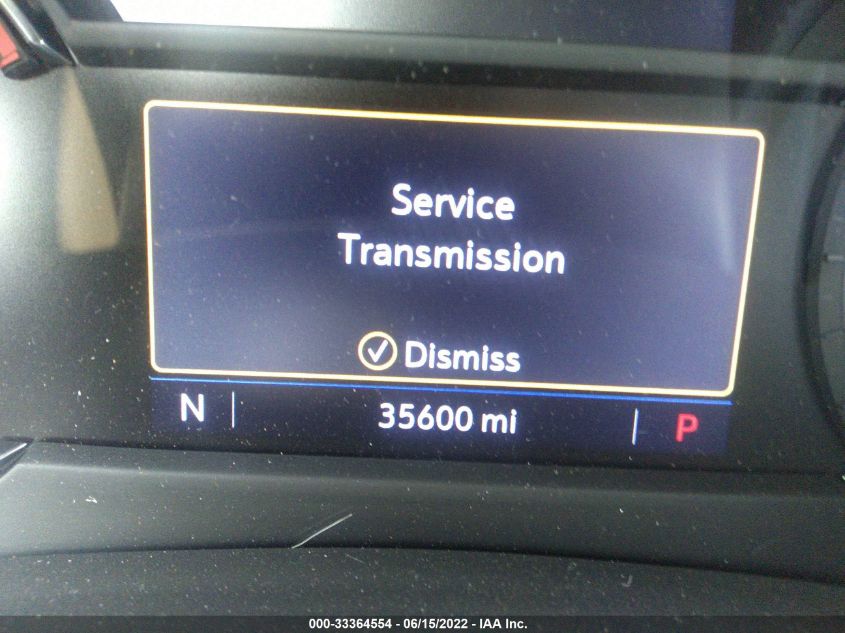 Service
Transmission
Dismiss
N 35600 mi P
000-33364554 - 06/15/2022 - IAA Inc.